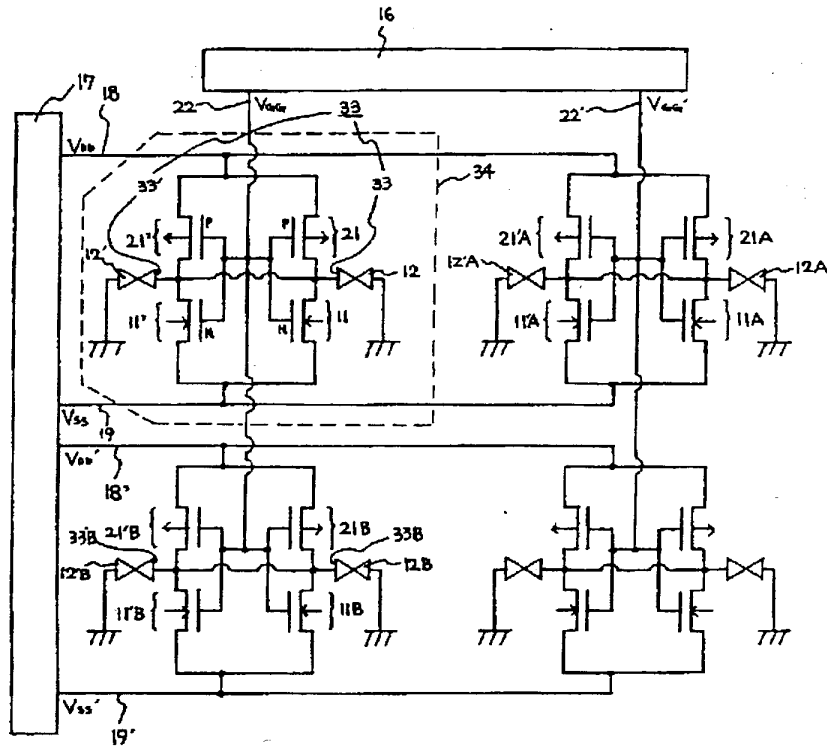 16
17
18
22
VGG
33
22'
VGG'
VDD
33'
33
34
P
P
21'
21
21'A
21A
12'
12
12'A
12A
11'
N
N
11
11'A
11A
VSS
19
VDD'
18'
21'B
21B
33'B
33B
12'B
12B
11'B
11B
VSS'
19'